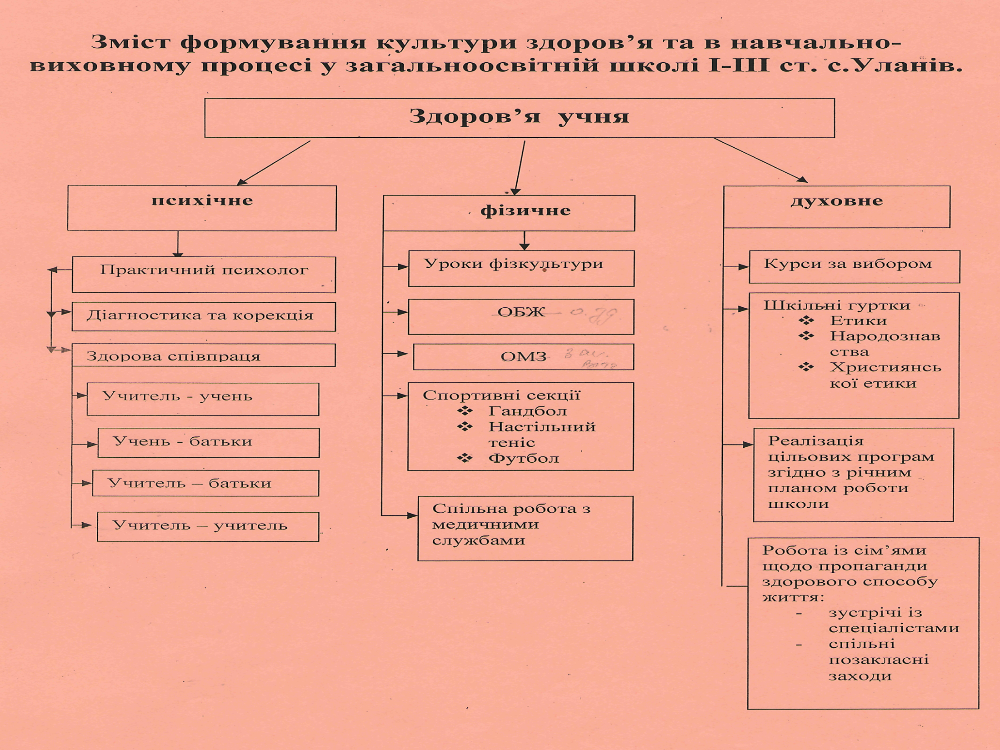 Зміст формування культури здоров’я та в навчально-
виховному процесі у загальноосвітній школі І-ІІІ ст. с.Уланів.
Здоров’я учня
психічне
Практичний психолог
Діагностика та корекція
Здорова співпраця
Учитель - учень
Учень - батьки
Учитель – батьки
Учитель – учитель
фізичне
Уроки фізкультури
ОБЖ
ОМЗ
Спортивні секції
❖ Гандбол
❖ Настільний
теніс
❖ Футбол
Спільна робота з
медичними
службами
духовне
Курси за вибором
Шкільні гуртки
❖ Етики
❖ Народознав
ства
❖ Християнсь
кої етики
Реалізація
цільових програм
згідно з річним
планом роботи
школи
Робота із сім’ями
щодо пропаганди
здорового способу
життя:
- зустрічі із
спеціалістами
- спільні
позакласні
заходи